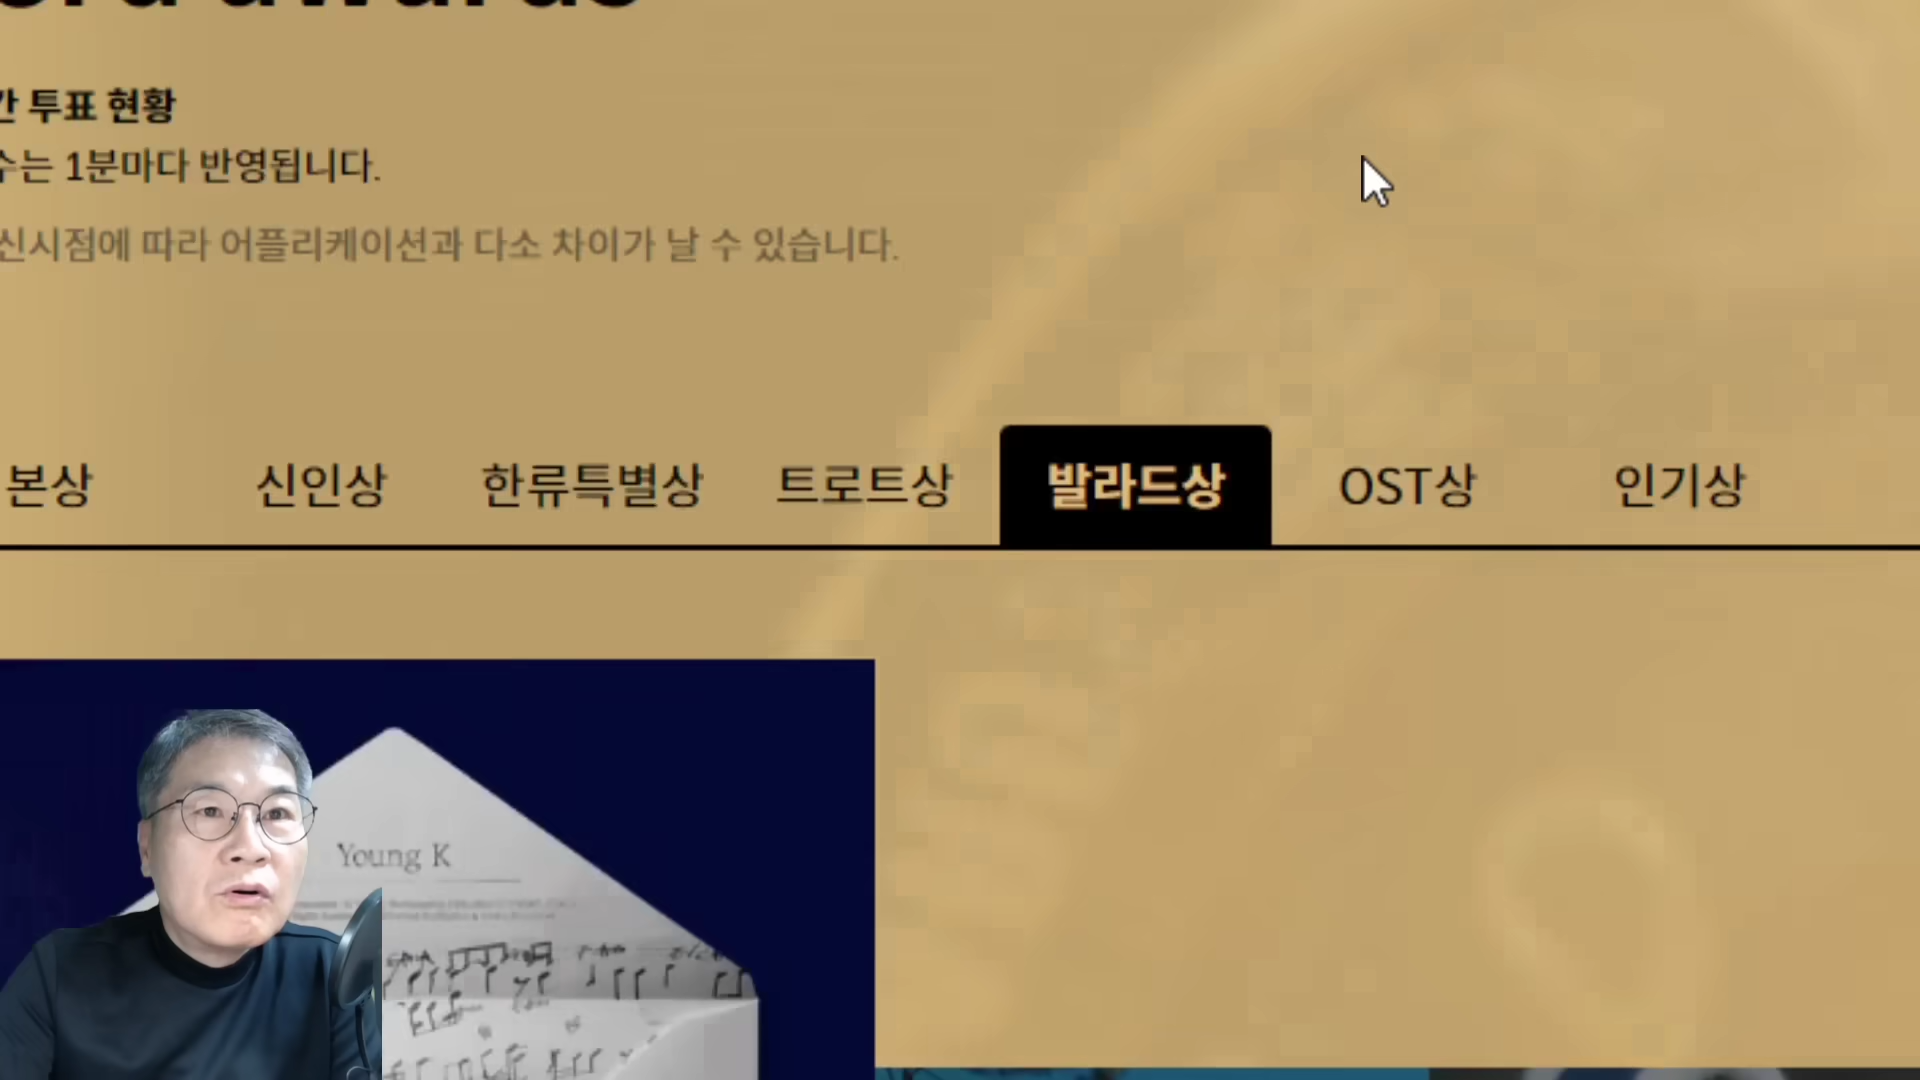 투표 현황
수는 1분마다 반영됩니다.
신시점에 따라 어플리케이션과 다소 차이가 날 수 있습니다.
본상 신인상 한류특별상 트로트상 발라드상 OST상 인기상
Young K